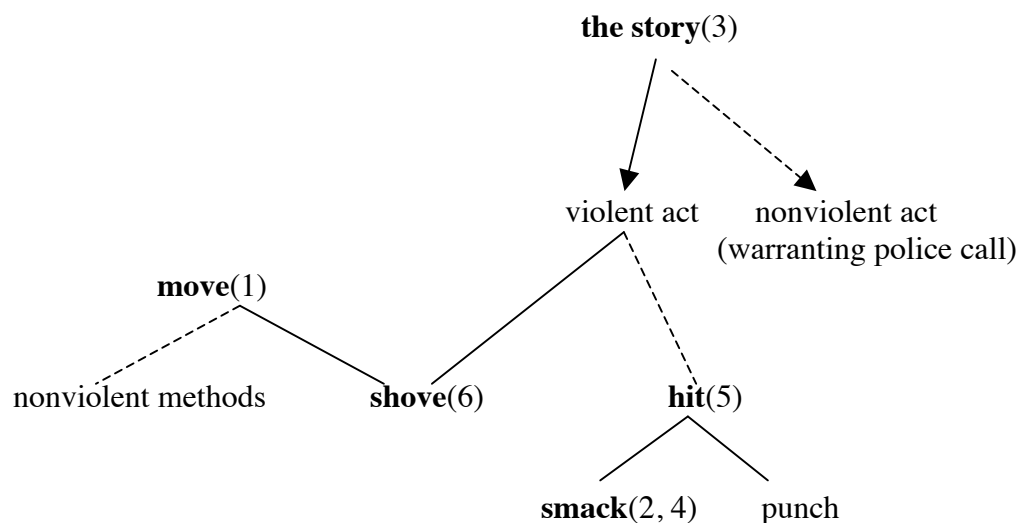 the story(3)
violent act
nonviolent act
(warranting police call)
move(1)
nonviolent methods
shove(6)
hit(5)
smack(2, 4)
punch